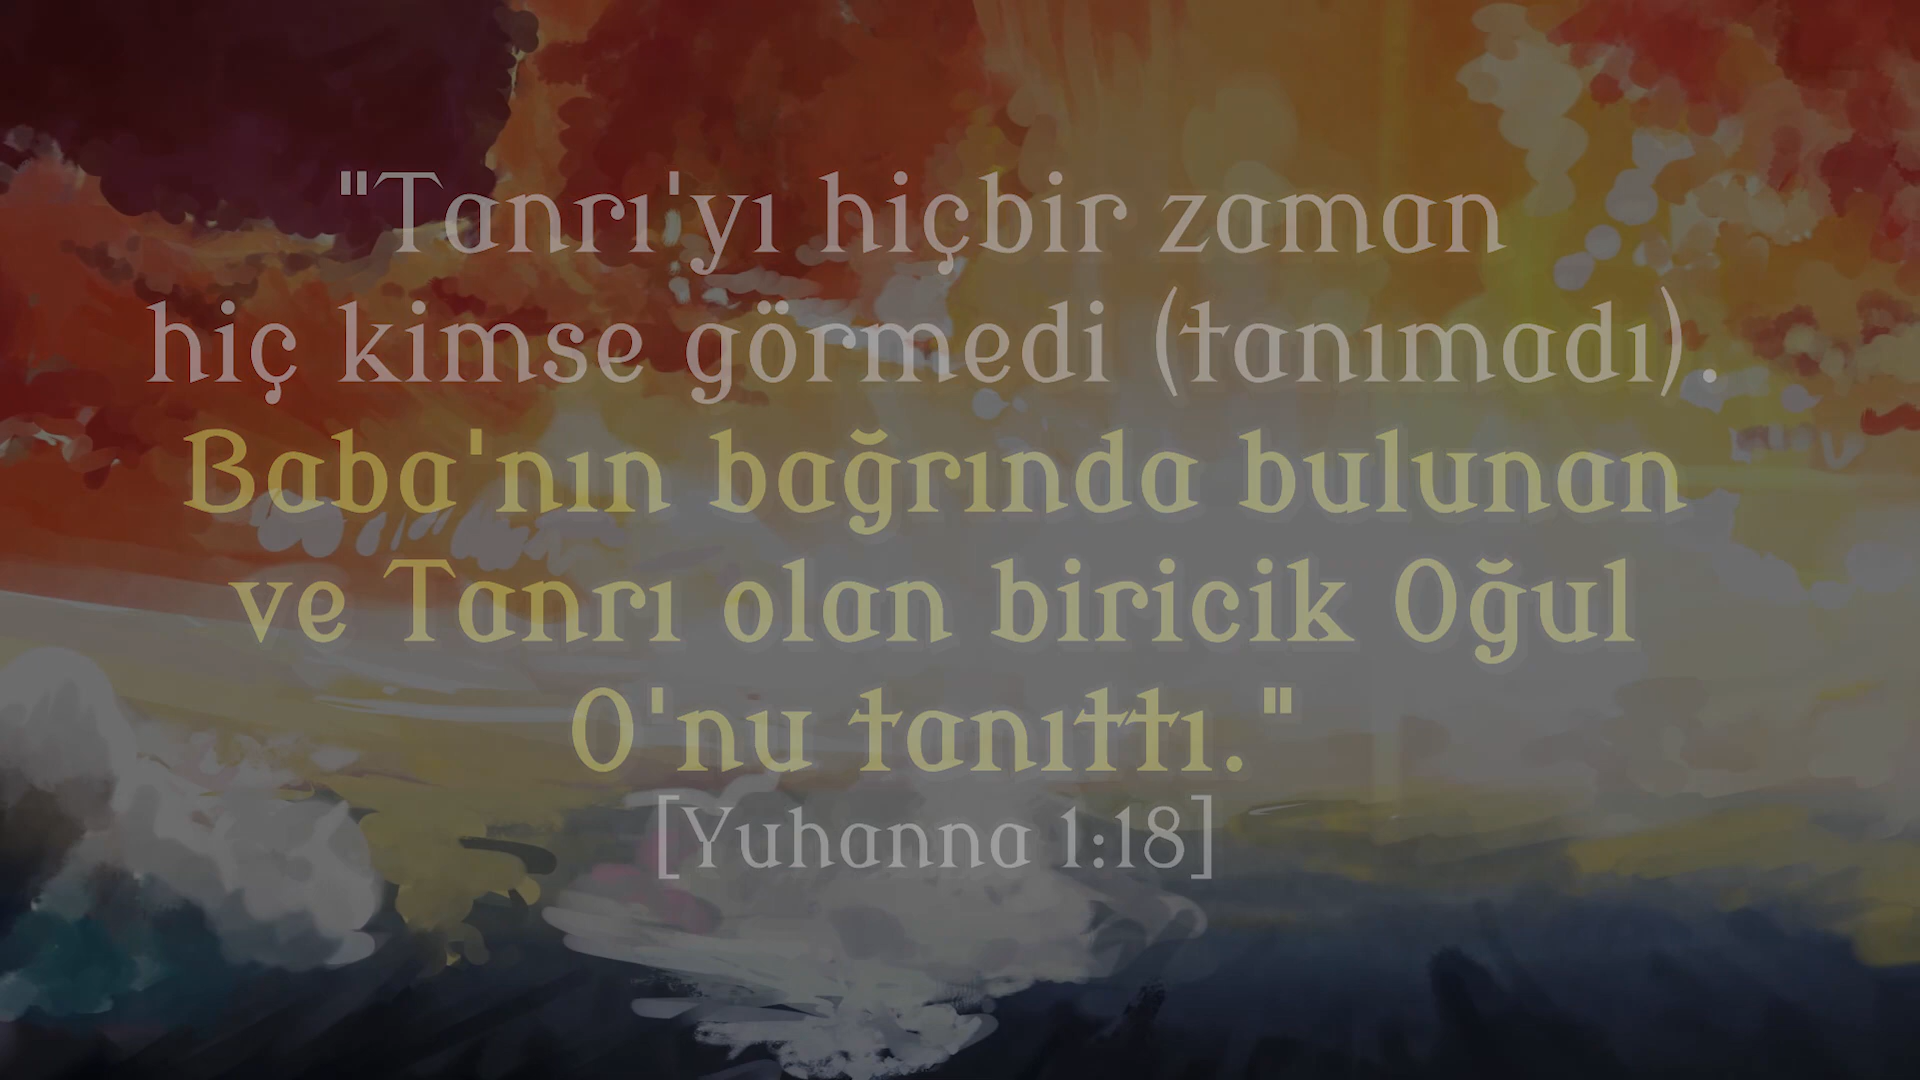 "Tanrı'yı hiçbir zaman
hiç kimse görmedi (tanımadı).
Baba'nın bağrında bulunan
ve Tanrı olan biricik Oğul
O'nu tanıttı."
[Yuhanna 1:18]